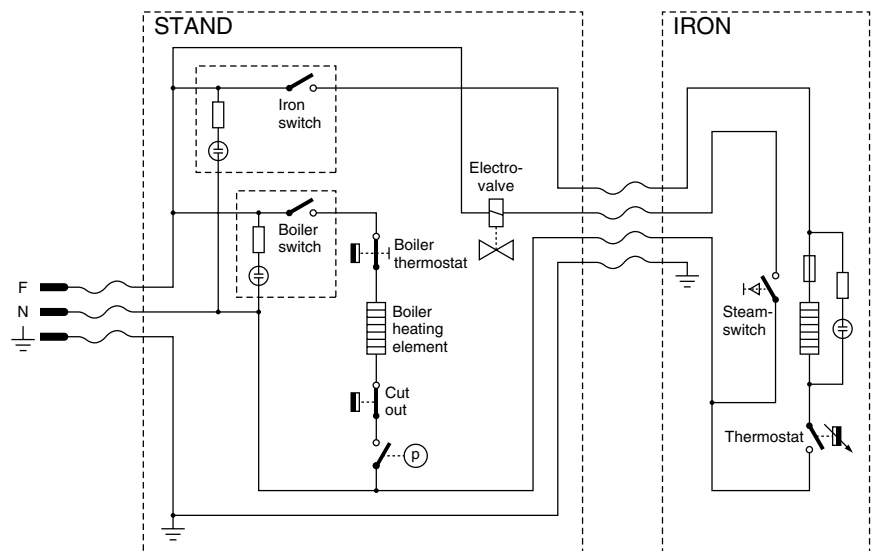 STAND
IRON
Iron
switch
Electro-
valve
Boiler
switch
Boiler
thermostat
F
N
Boiler
heating
element
Steam-
switch
Cut
out
Thermostat
p